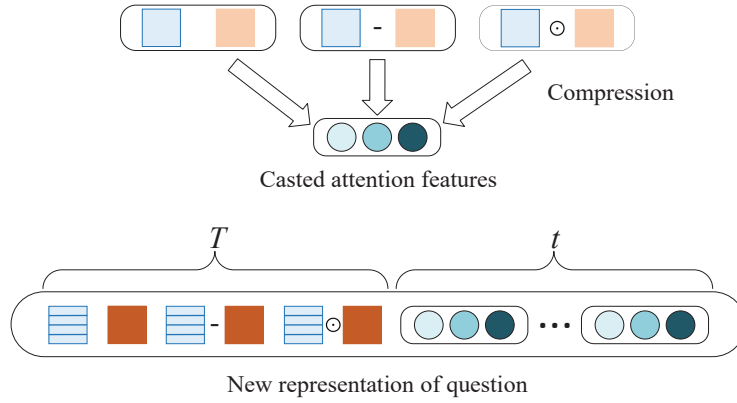 - ⊙
Compression
Casted attention features
T t
- ⊙ ...
New representation of question